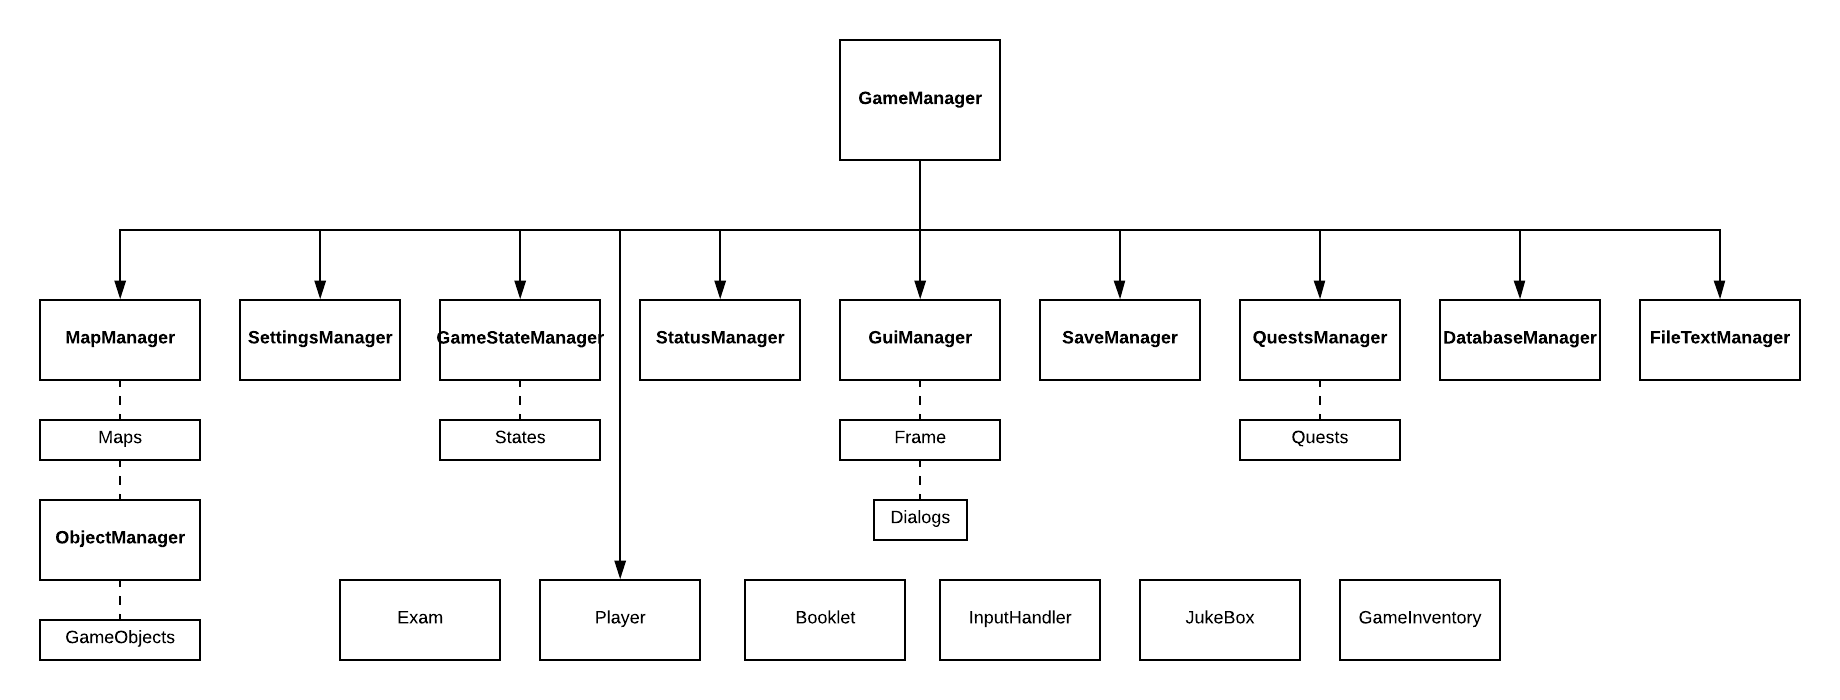 GameManager
MapManager
SettingsManager
GameStateManager
StatusManager
GuiManager
SaveManager
QuestsManager
DatabaseManager
FileTextManager
Maps
States
Frame
Quests
ObjectManager
Dialogs
GameObjects
Exam
Player
Booklet
InputHandler
JukeBox
GameInventory